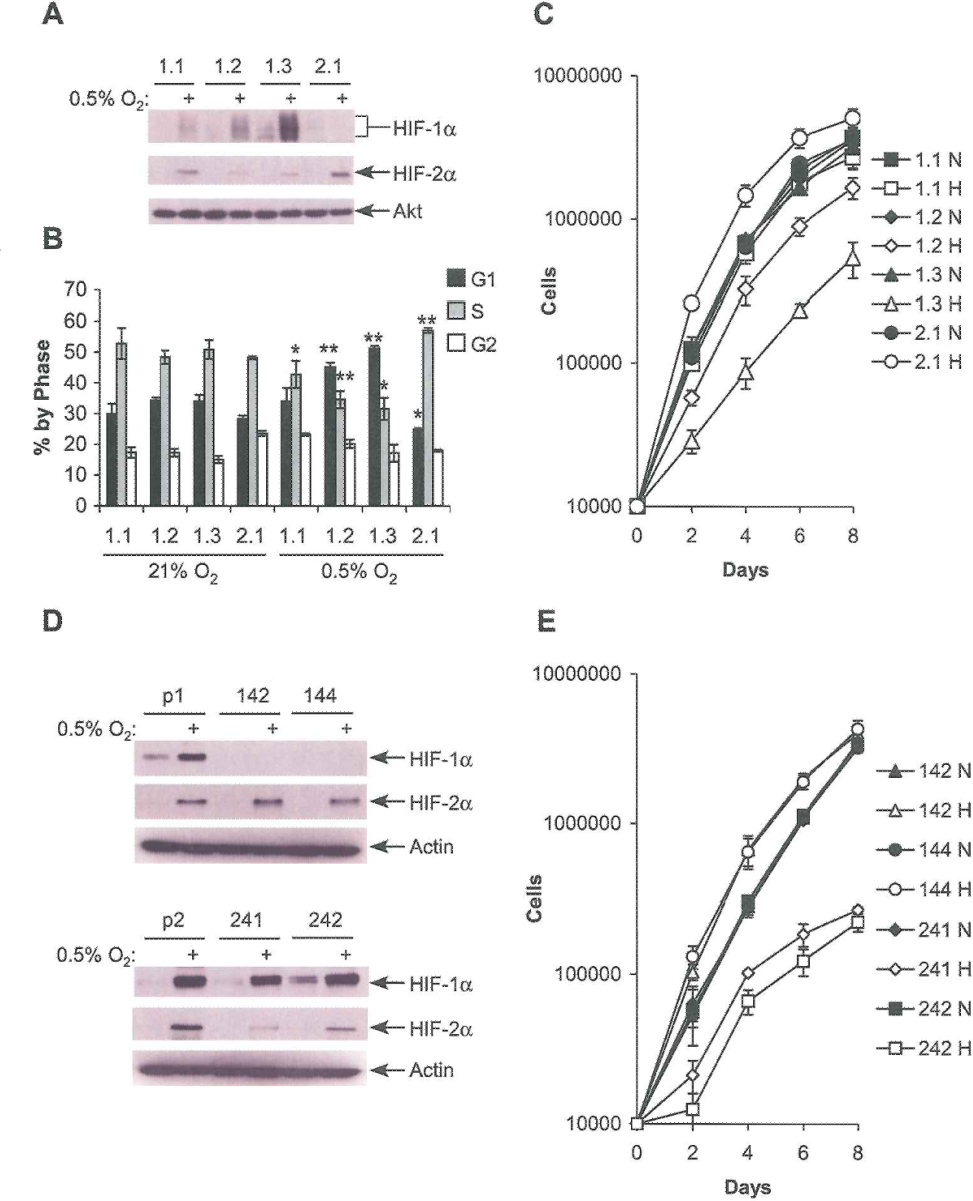 A
1.1 1.2 1.3 2.1
0.5% O2: + + + +
HIF-1α
HIF-2α
Akt
B
% by Phase
70
60
50
40
30
20
10
0
G1
S
G2
* ** ** ** * * **
1.1 1.2 1.3 2.1 1.1 1.2 1.3 2.1
21% O2 0.5% O2
C
Cells
10000000
1000000
100000
10000
0 2 4 6 8
Days
1.1 N
1.1 H
1.2 N
1.2 H
1.3 N
1.3 H
2.1 N
2.1 H
D
p1 142 144
0.5% O2: + + +
HIF-1α
HIF-2α
Actin
p2 241 242
0.5% O2: + + +
HIF-1α
HIF-2α
Actin
E
Cells
10000000
1000000
100000
10000
0 2 4 6 8
Days
142 N
142 H
144 N
144 H
241 N
241 H
242 N
242 H